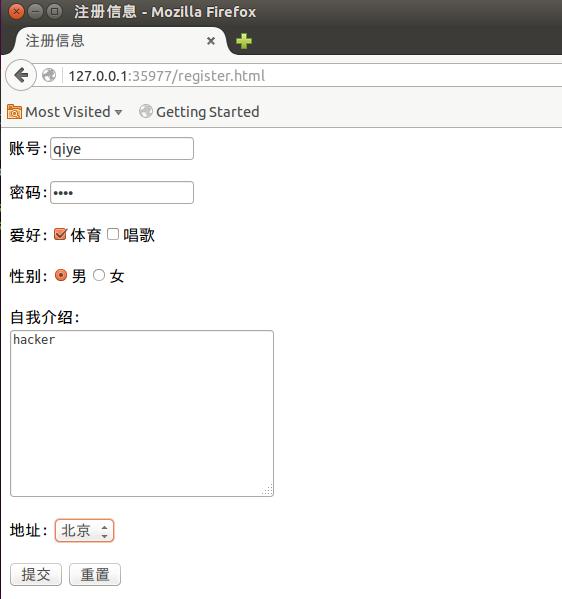 注册信息 - Mozilla Firefox
注册信息
127.0.0.1:35977/register.html
Most Visited Getting Started
账号: qiye
密码: ••••
爱好: 体育 唱歌
性别: 男 女
自我介绍:
hacker
地址: 北京
提交 重置